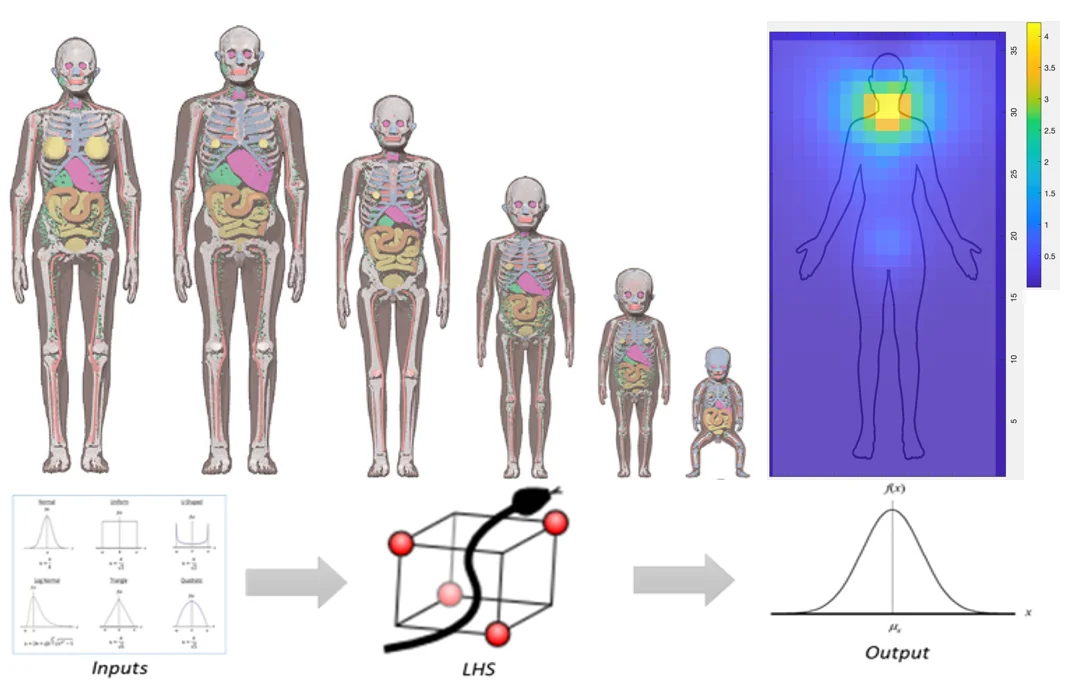 4
3.5
3
2.5
2
1.5
1
0.5
35
30
25
20
15
10
5
Normal
Uniform
U-Shaped
Log Normal
Triangle
Quadratic
Inputs
LHS
f(x)
x
μx
Output